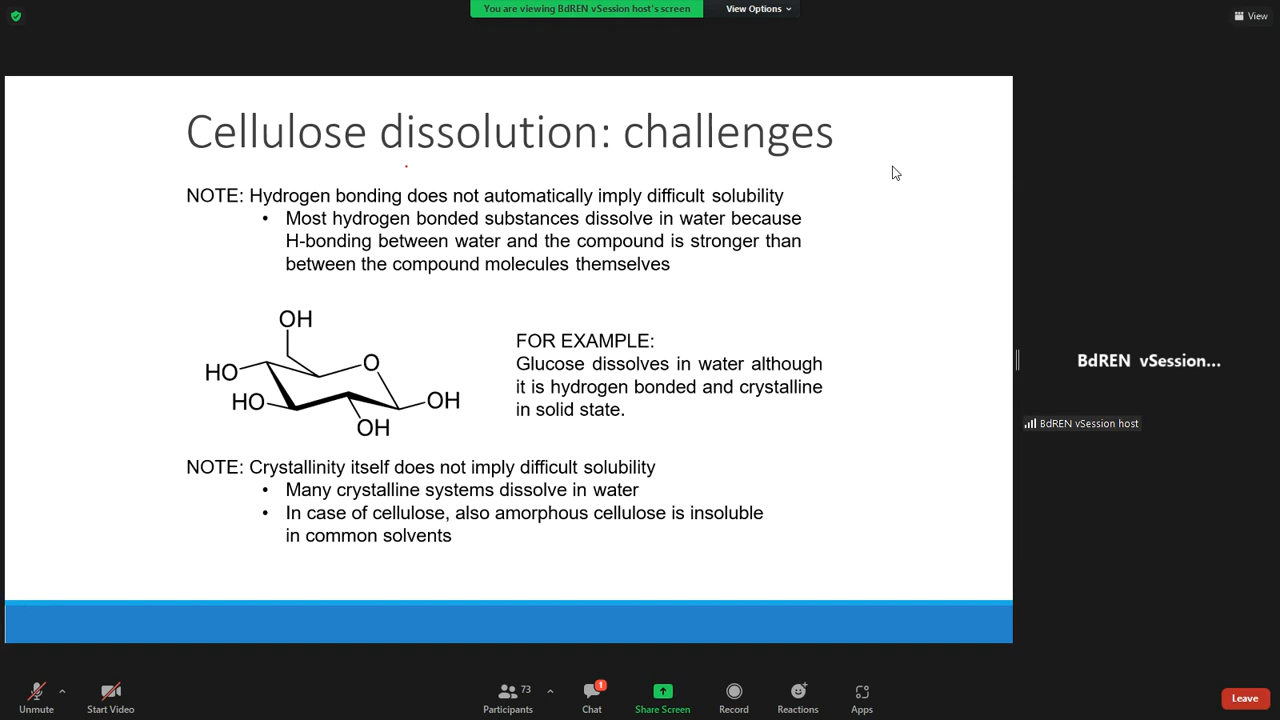 You are viewing BdREN vSession host's screen
View Options
View
Cellulose dissolution: challenges
NOTE: Hydrogen bonding does not automatically imply difficult solubility
• Most hydrogen bonded substances dissolve in water because
H-bonding between water and the compound is stronger than
between the compound molecules themselves
OH
O
HO
HO
OH
OH
FOR EXAMPLE:
Glucose dissolves in water although
it is hydrogen bonded and crystalline
in solid state.
NOTE: Crystallinity itself does not imply difficult solubility
• Many crystalline systems dissolve in water
• In case of cellulose, also amorphous cellulose is insoluble
in common solvents
BdREN vSession...
BdREN vSession host
Unmute
Start Video
73
Participants
1
Chat
Share Screen
Record
Reactions
Apps
Leave